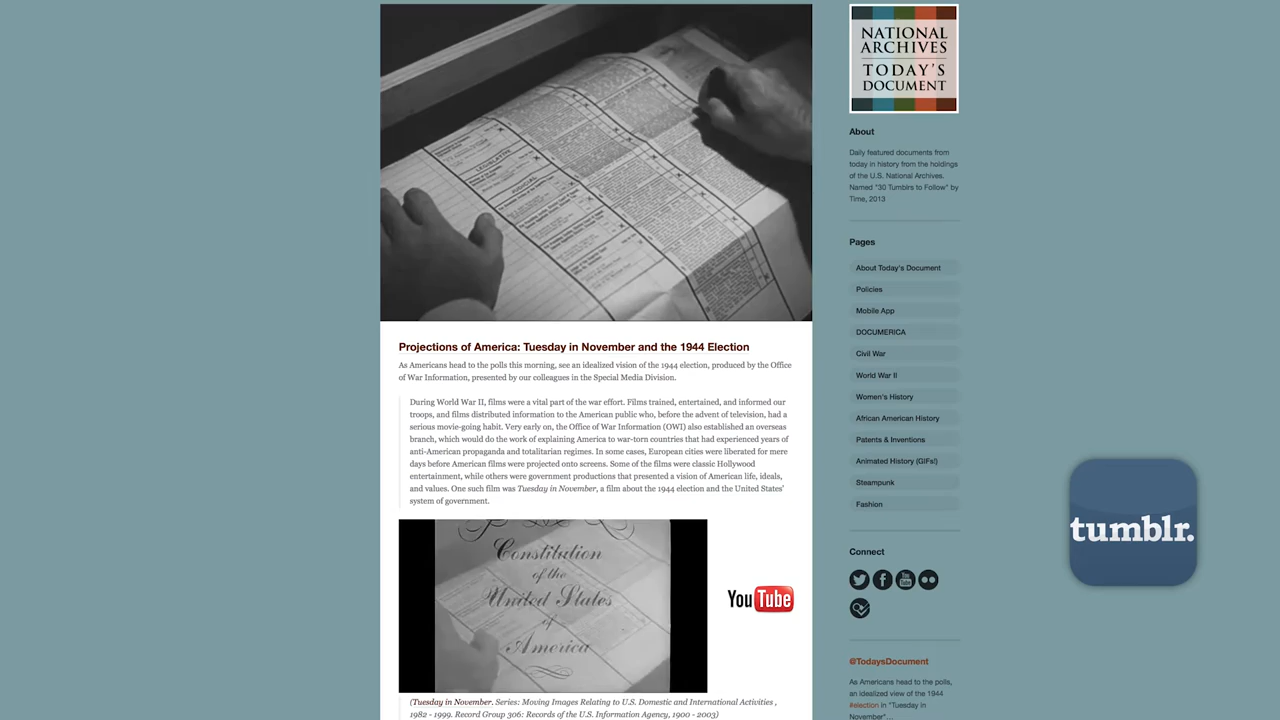 LEGISLATIVE
JUDICIAL
Projections of America: Tuesday in November and the 1944 Election
As Americans head to the polls this morning, see an idealized vision of the 1944 election, produced by the Office
of War Information, presented by our colleagues in the Special Media Division.
During World War II, films were a vital part of the war effort. Films trained, entertained, and informed our
troops, and films distributed information to the American public who, before the advent of television, had a
serious movie-going habit. Very early on, the Office of War Information (OWI) also established an overseas
branch, which would do the work of explaining America to war-torn countries that had experienced years of
anti-American propaganda and totalitarian regimes. In some cases, European cities were liberated for mere
days before American films were projected onto screens. Some of the films were classic Hollywood
entertainment, while others were government productions that presented a vision of American life, ideals,
and values. One such film was Tuesday in November, a film about the 1944 election and the United States'
system of government.
Constitution
of the
United States
of
America
YouTube
(Tuesday in November. Series: Moving Images Relating to U.S. Domestic and International Activities ,
1982 - 1999. Record Group 306: Records of the U.S. Information Agency, 1900 - 2003)
NATIONAL
ARCHIVES
TODAY'S
DOCUMENT
About
Daily featured documents from
today in history from the holdings
of the U.S. National Archives.
Named "30 Tumblrs to Follow" by
Time, 2013
Pages
About Today's Document
Policies
Mobile App
DOCUMERICA
Civil War
World War II
Women's History
African American History
Patents & Inventions
Animated History (GIFs!)
Steampunk
Fashion
Connect
You
Tube
@TodaysDocument
As Americans head to the polls,
an idealized view of the 1944
#election in "Tuesday in
November"...
tumblr.